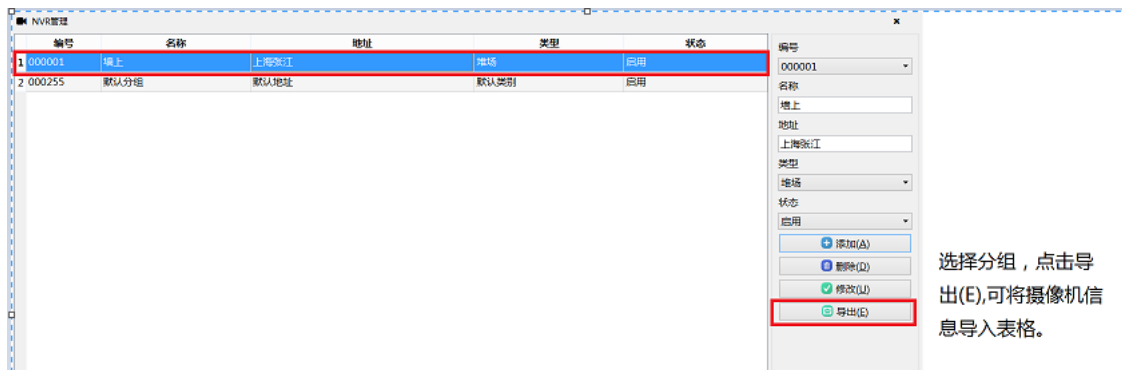 NVR管理
编号 名称 地址 类型 状态
1 000001 墙上 上海张江 堆场 启用
2 000255 默认分组 默认地址 默认类别 启用
编号
000001
名称
墙上
地址
上海张江
类型
堆场
状态
启用
添加(A)
删除(D)
修改(U)
导出(E)
选择分组，点击导
出(E),可将摄像机信
息导入表格。